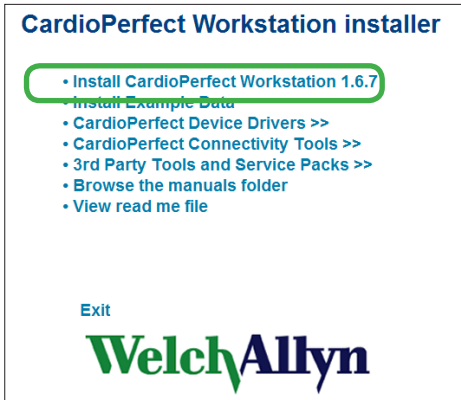 CardioPerfect Workstation installer
• Install CardioPerfect Workstation 1.6.7
• Install Example Data
• CardioPerfect Device Drivers >>
• CardioPerfect Connectivity Tools >>
• 3rd Party Tools and Service Packs >>
• Browse the manuals folder
• View read me file
Exit
WelchAllyn